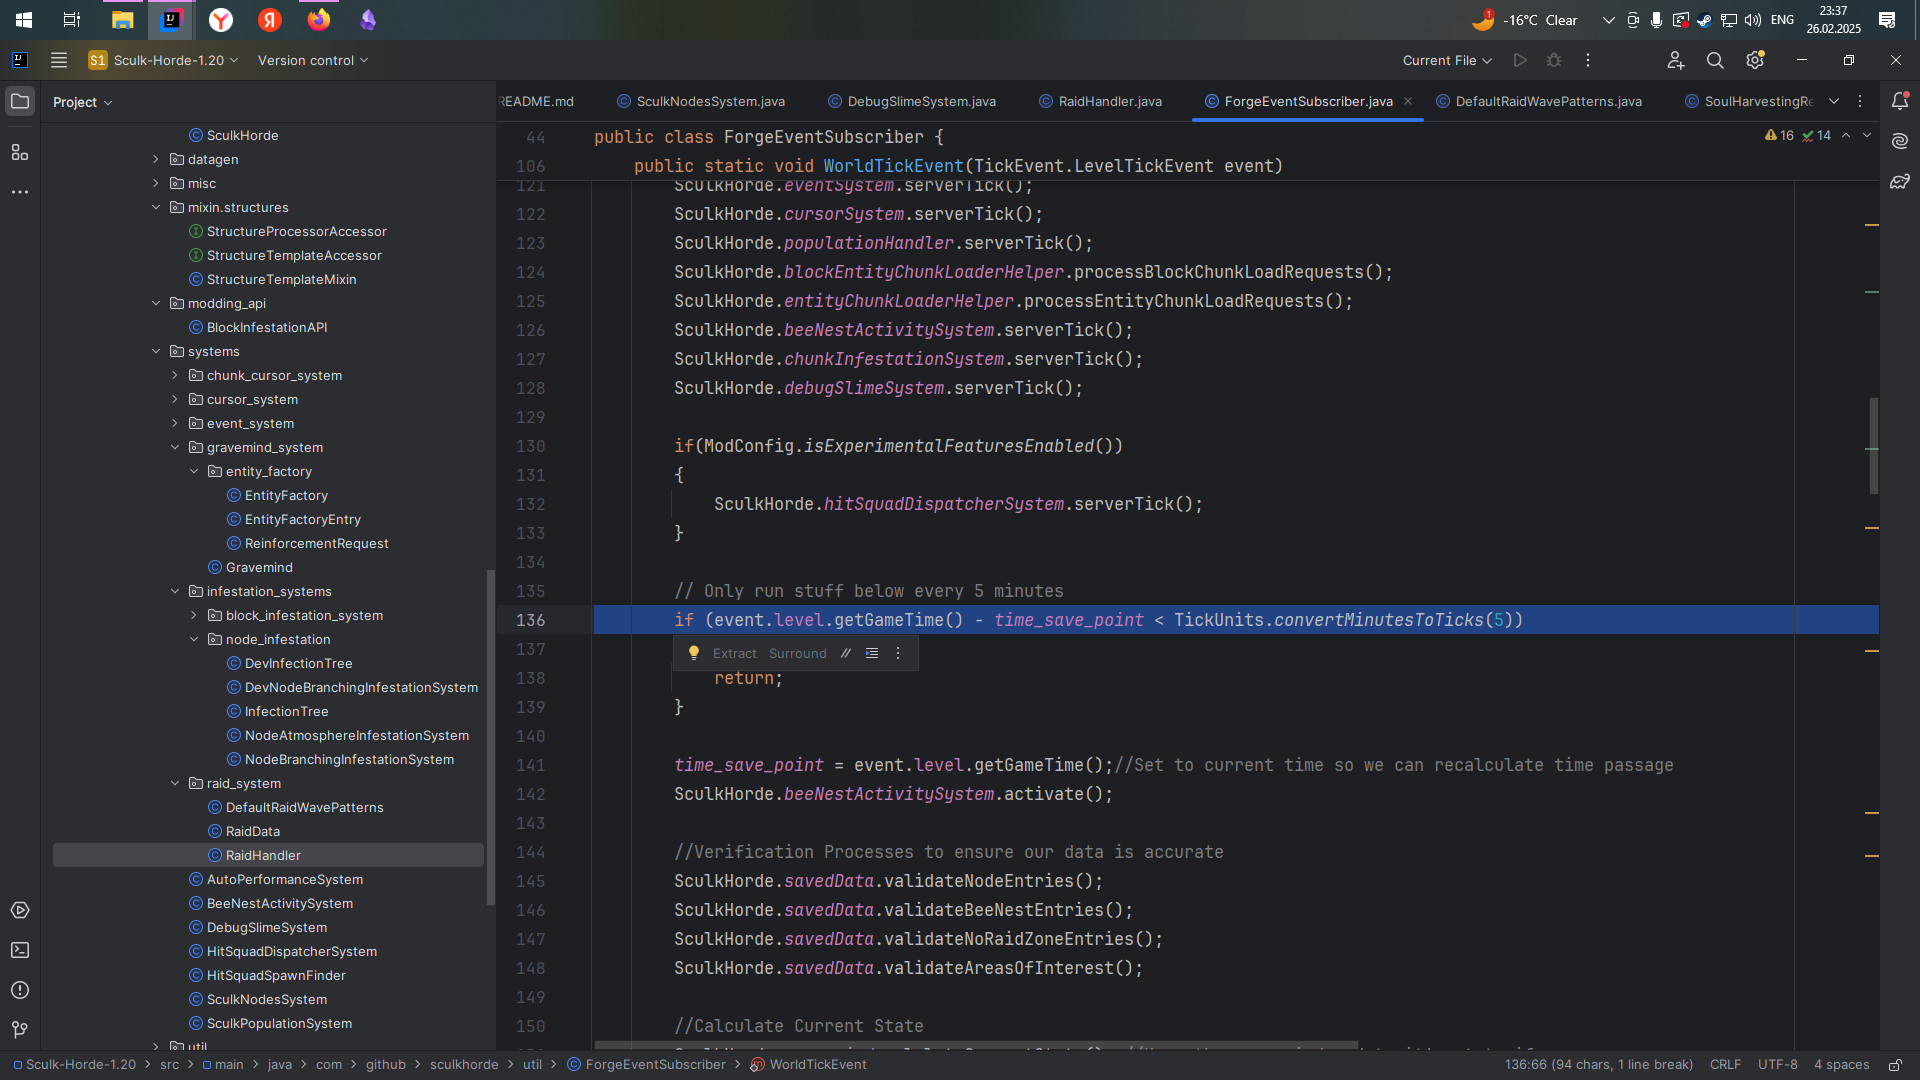 -16°C Clear
ENG
23:37
26.02.2025
S1 Sculk-Horde-1.20
Version control
Current File
Project
README.md
SculkNodesSystem.java
DebugSlimeSystem.java
RaidHandler.java
ForgeEventSubscriber.java
DefaultRaidWavePatterns.java
SoulHarvestingRe
SculkHorde
datagen
misc
mixin.structures
StructureProcessorAccessor
StructureTemplateAccessor
StructureTemplateMixin
modding_api
BlockInfestationAPI
systems
chunk_cursor_system
cursor_system
event_system
gravemind_system
entity_factory
EntityFactory
EntityFactoryEntry
ReinforcementRequest
Gravemind
infestation_systems
block_infestation_system
node_infestation
DevInfectionTree
DevNodeBranchingInfestationSystem
InfectionTree
NodeAtmosphereInfestationSystem
NodeBranchingInfestationSystem
raid_system
DefaultRaidWavePatterns
RaidData
RaidHandler
AutoPerformanceSystem
BeeNestActivitySystem
DebugSlimeSystem
HitSquadDispatcherSystem
HitSquadSpawnFinder
SculkNodesSystem
SculkPopulationSystem
util
16 14
44 public class ForgeEventSubscriber {
106 public static void WorldTickEvent(TickEvent.LevelTickEvent event)
121 SculkHorde.eventSystem.serverTick();
122 SculkHorde.cursorSystem.serverTick();
123 SculkHorde.populationHandler.serverTick();
124 SculkHorde.blockEntityChunkLoaderHelper.processBlockChunkLoadRequests();
125 SculkHorde.entityChunkLoaderHelper.processEntityChunkLoadRequests();
126 SculkHorde.beeNestActivitySystem.serverTick();
127 SculkHorde.chunkInfestationSystem.serverTick();
128 SculkHorde.debugSlimeSystem.serverTick();
129
130 if(ModConfig.isExperimentalFeaturesEnabled())
131 {
132 SculkHorde.hitSquadDispatcherSystem.serverTick();
133 }
134
135 // Only run stuff below every 5 minutes
136 if (event.level.getGameTime() - time_save_point < TickUnits.convertMinutesToTicks(5))
137 Extract Surround //
138 return;
139 }
140
141 time_save_point = event.level.getGameTime();//Set to current time so we can recalculate time passage
142 SculkHorde.beeNestActivitySystem.activate();
143
144 //Verification Processes to ensure our data is accurate
145 SculkHorde.savedData.validateNodeEntries();
146 SculkHorde.savedData.validateBeeNestEntries();
147 SculkHorde.savedData.validateNoRaidZoneEntries();
148 SculkHorde.savedData.validateAreasOfInterest();
149
150 //Calculate Current State
Sculk-Horde-1.20 > src > main > java > com > github > sculkhorde > util > ForgeEventSubscriber > WorldTickEvent
136:66 (94 chars, 1 line break) CRLF UTF-8 4 spaces